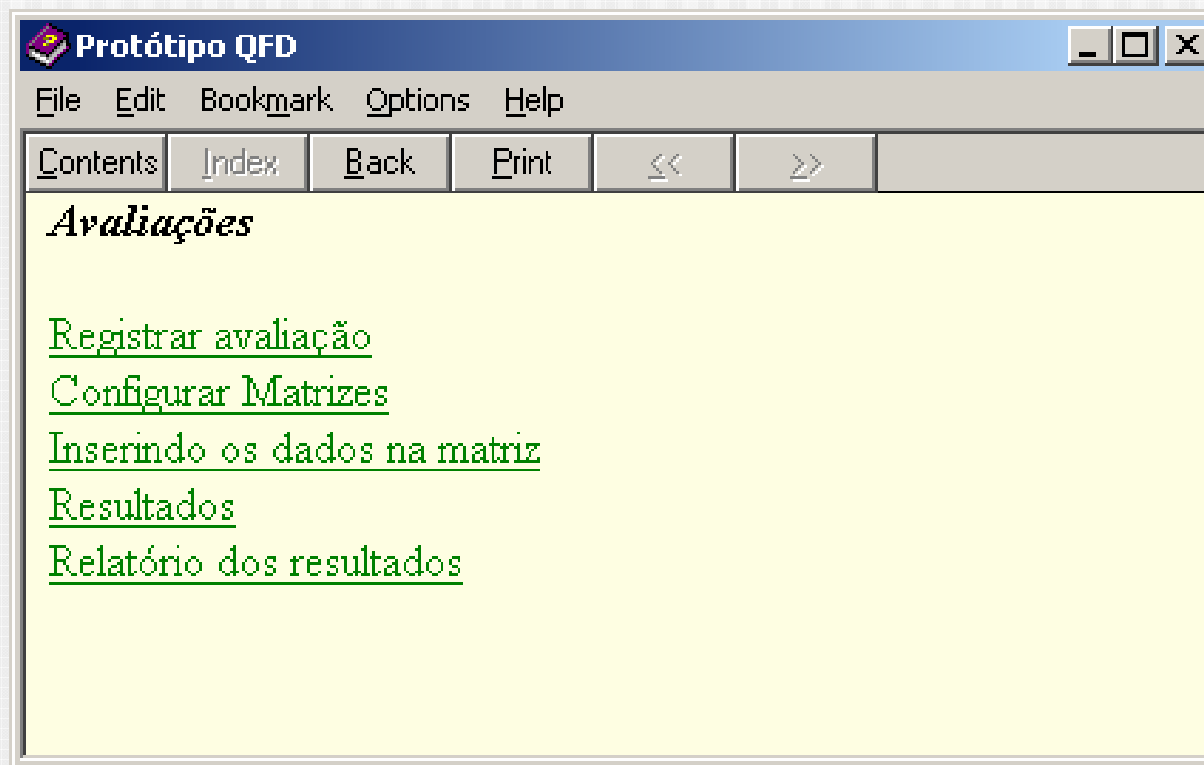 Protótipo QFD
File Edit Bookmark Options Help
Contents Index Back Print << >>
Avaliações
Registrar avaliação
Configurar Matrizes
Inserindo os dados na matriz
Resultados
Relatório dos resultados